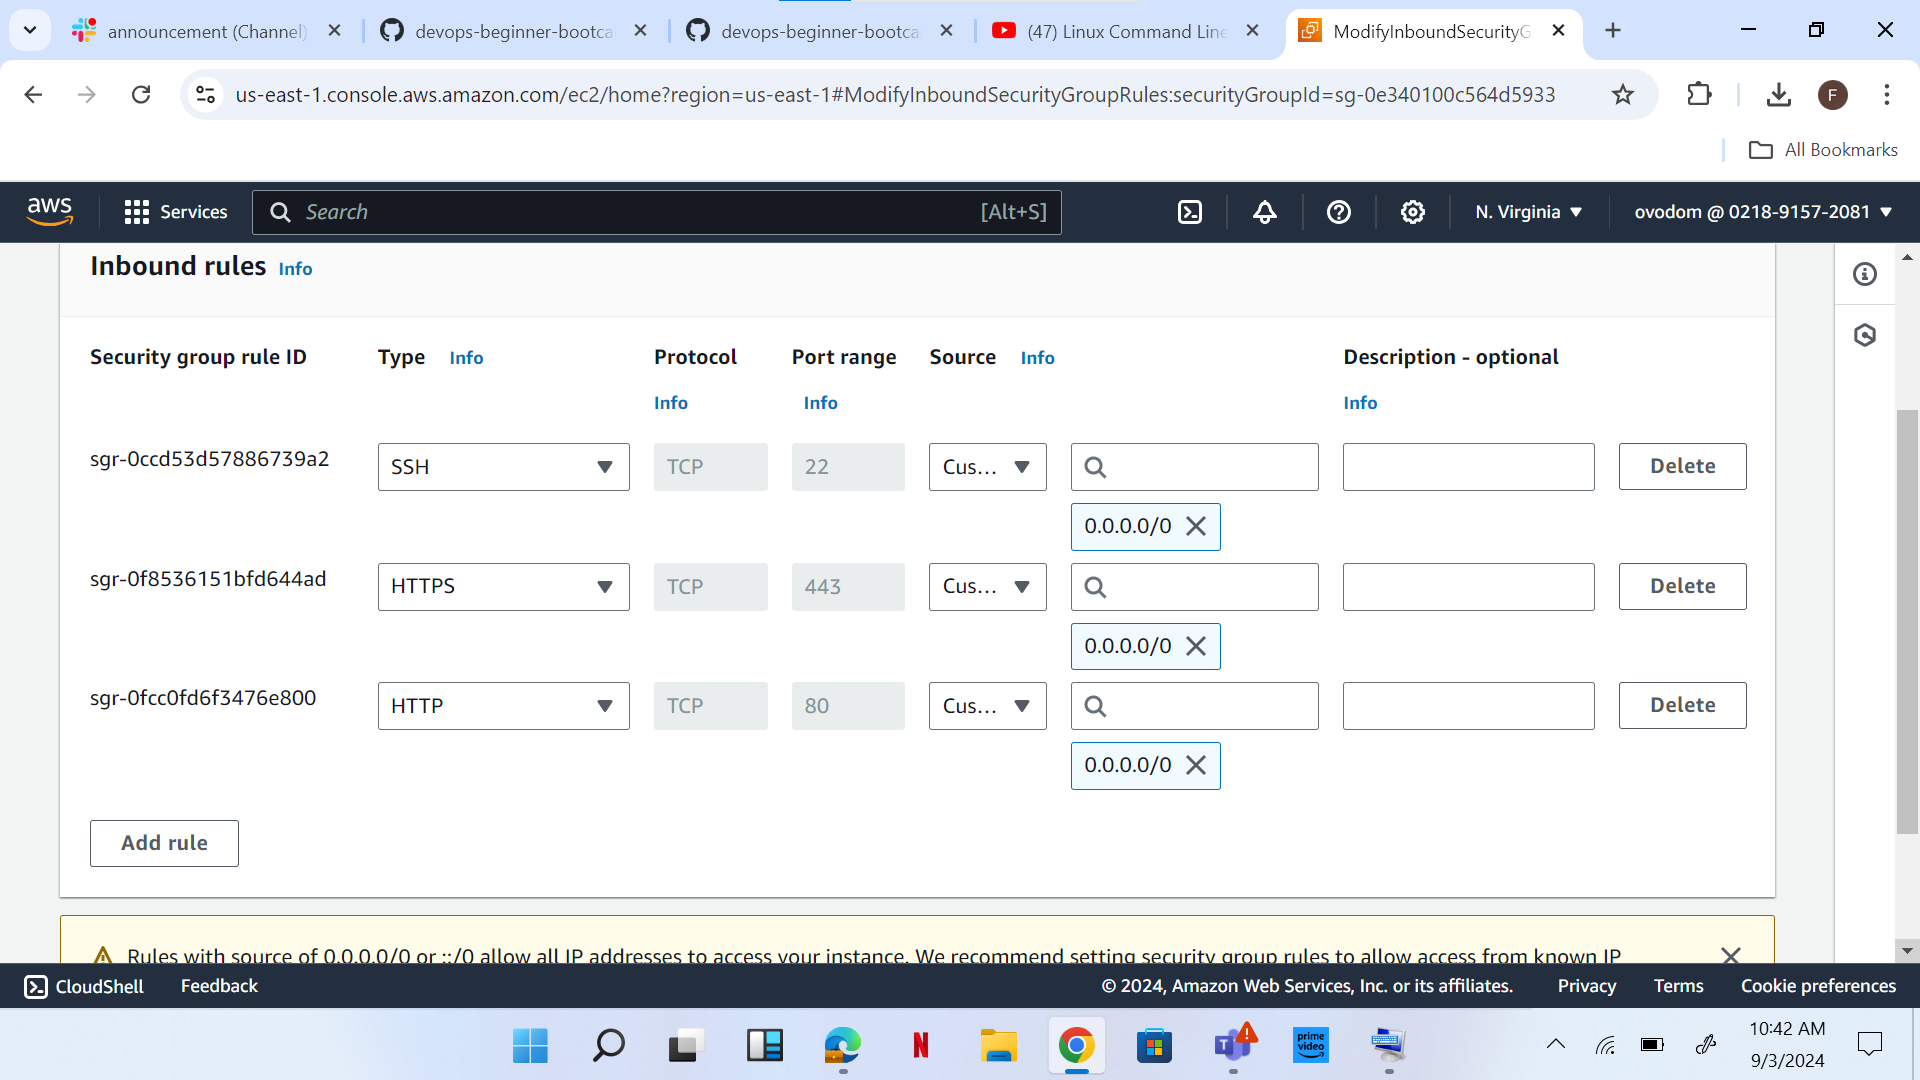 announcement (Channel)
devops-beginner-bootca
devops-beginner-bootca
(47) Linux Command Line
ModifyInboundSecurityG
us-east-1.console.aws.amazon.com/ec2/home?region=us-east-1#ModifyInboundSecurityGroupRules:securityGroupId=sg-0e340100c564d5933
F
All Bookmarks
aws
Services
Search
[Alt+S]
N. Virginia
ovodom @ 0218-9157-2081
Inbound rules Info
Security group rule ID
Type Info
Protocol
Port range
Source Info
Description - optional
Info
Info
Info
sgr-0ccd53d57886739a2
SSH
TCP
22
Cus...
Delete
0.0.0.0/0
sgr-0f8536151bfd644ad
HTTPS
TCP
443
Cus...
Delete
0.0.0.0/0
sgr-0fcc0fd6f3476e800
HTTP
TCP
80
Cus...
Delete
0.0.0.0/0
Add rule
Rules with source of 0.0.0.0/0 or ::/0 allow all IP addresses to access your instance. We recommend setting security group rules to allow access from known IP
CloudShell
Feedback
© 2024, Amazon Web Services, Inc. or its affiliates.
Privacy
Terms
Cookie preferences
N
T
prime video
10:42 AM
9/3/2024